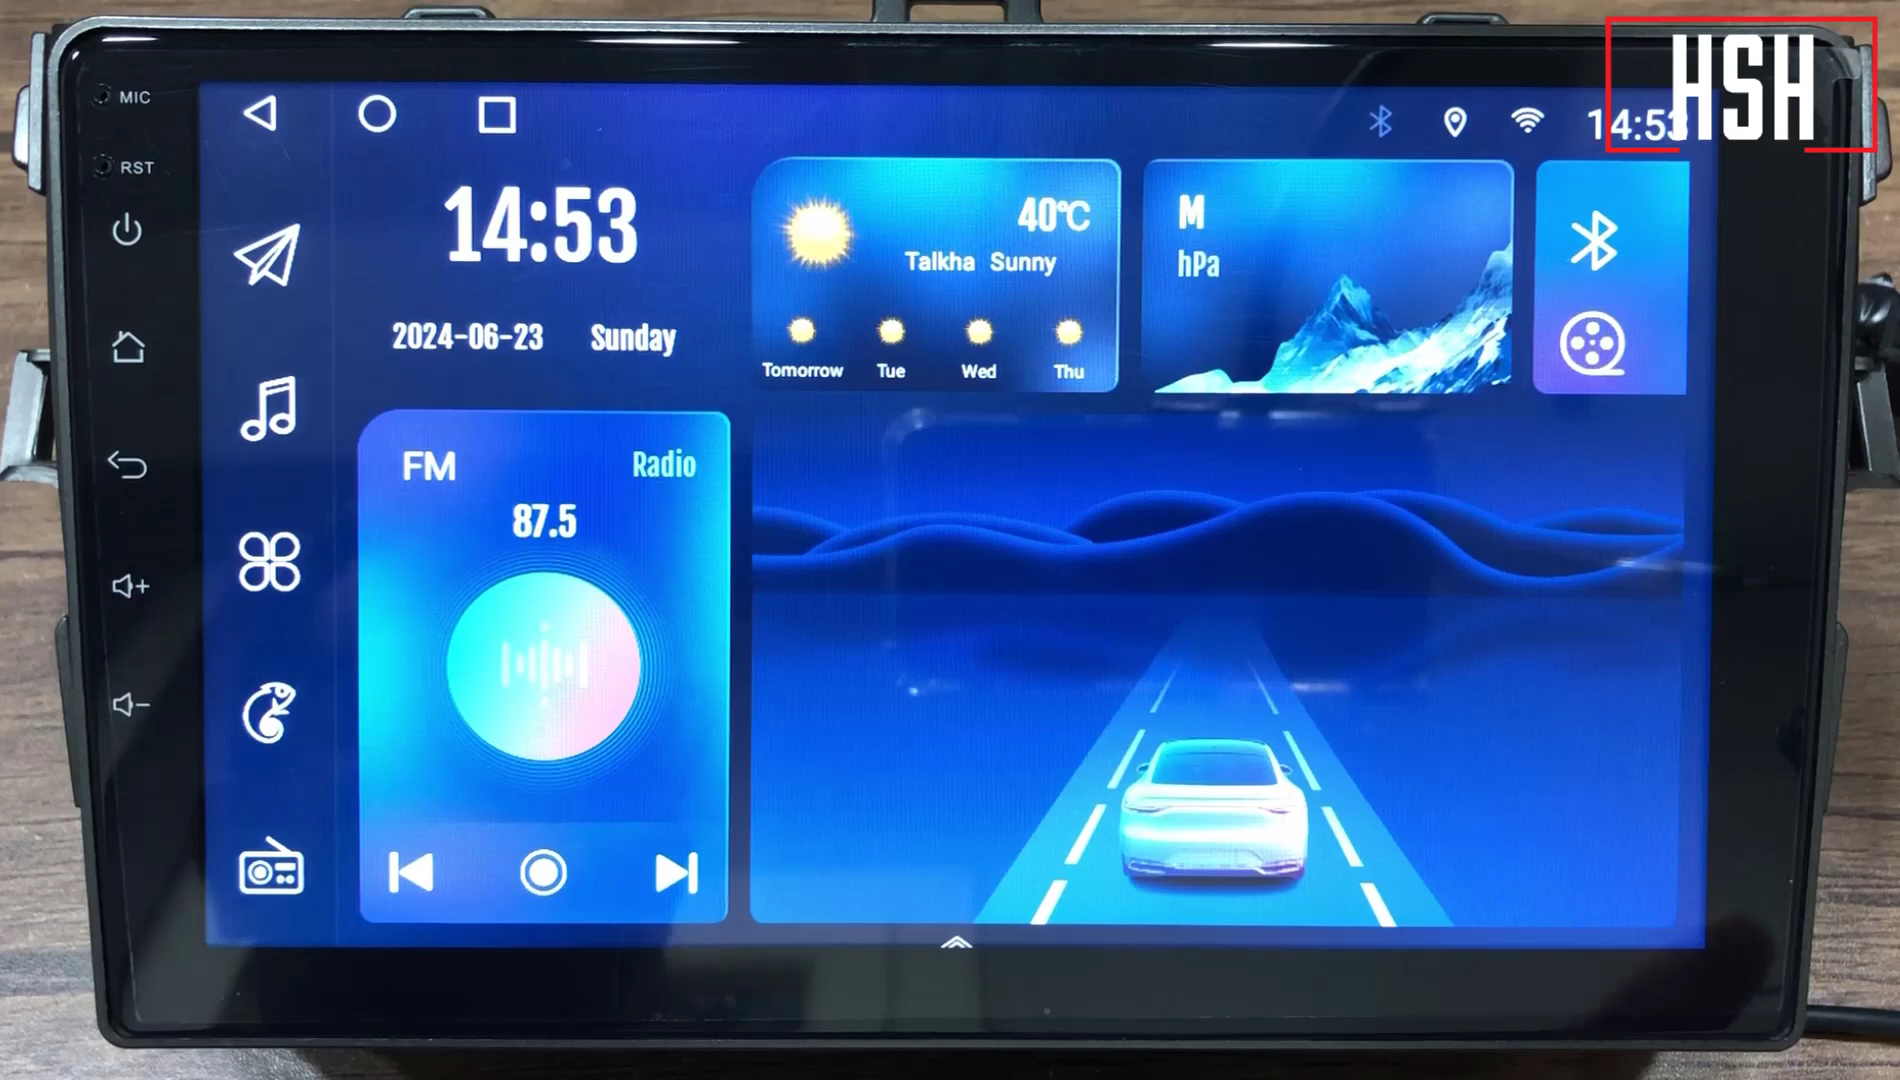 HSH
MIC
RST
14:53
14:53
2024-06-23 Sunday
40°C
Talkha Sunny
Tomorrow Tue Wed Thu
M
hPa
FM Radio
87.5